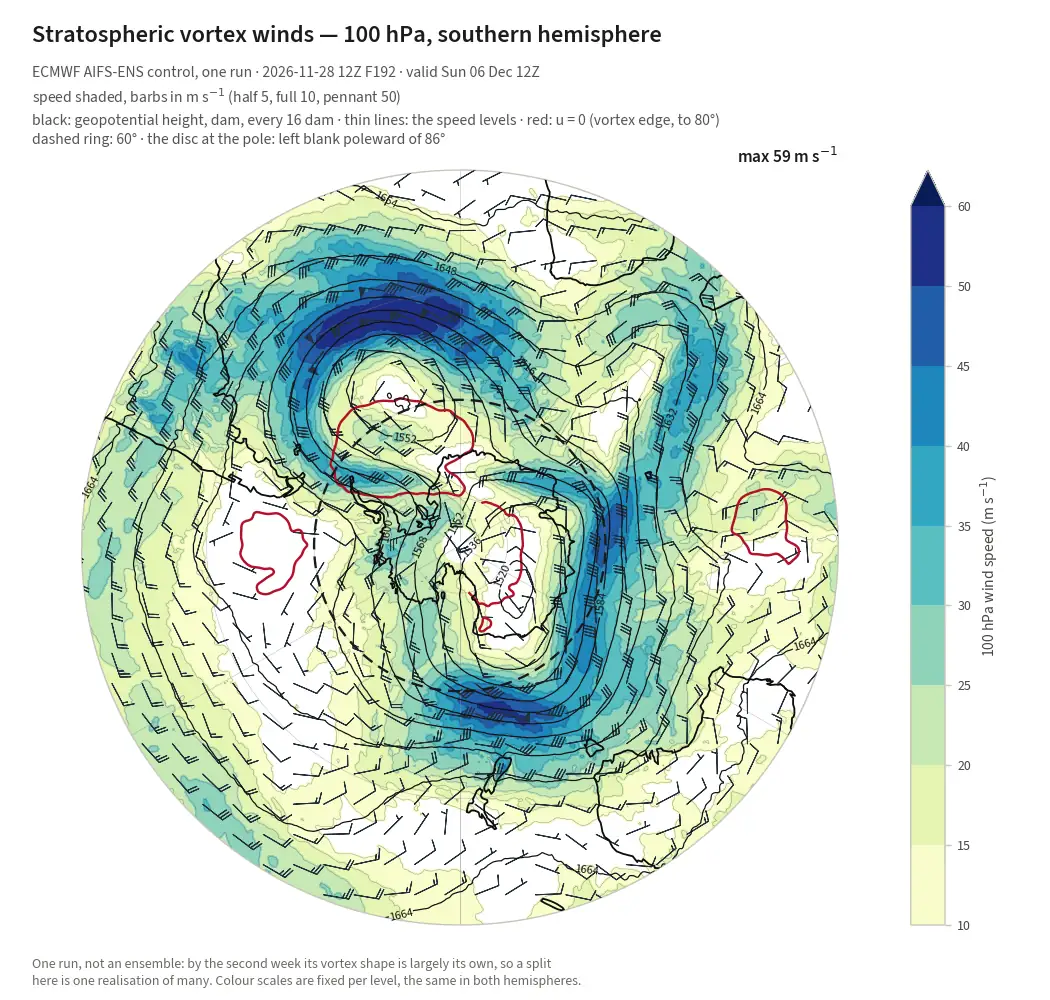 Stratospheric vortex winds — 100 hPa, southern hemisphere
ECMWF AIFS-ENS control, one run · 2026-11-28 12Z F192 · valid Sun 06 Dec 12Z
speed shaded, barbs in m s⁻¹ (half 5, full 10, pennant 50)
black: geopotential height, dam, every 16 dam · thin lines: the speed levels · red: u = 0 (vortex edge, to 80°)
dashed ring: 60° · the disc at the pole: left blank poleward of 86°
max 59 m s⁻¹
1664
1648
1664
1632
1552
1664
1600
1568
1536
1520
1584
1664
1664
1664
60
50
45
40
35
30
25
20
15
10
100 hPa wind speed (m s⁻¹)
One run, not an ensemble: by the second week its vortex shape is largely its own, so a split
here is one realisation of many. Colour scales are fixed per level, the same in both hemispheres.